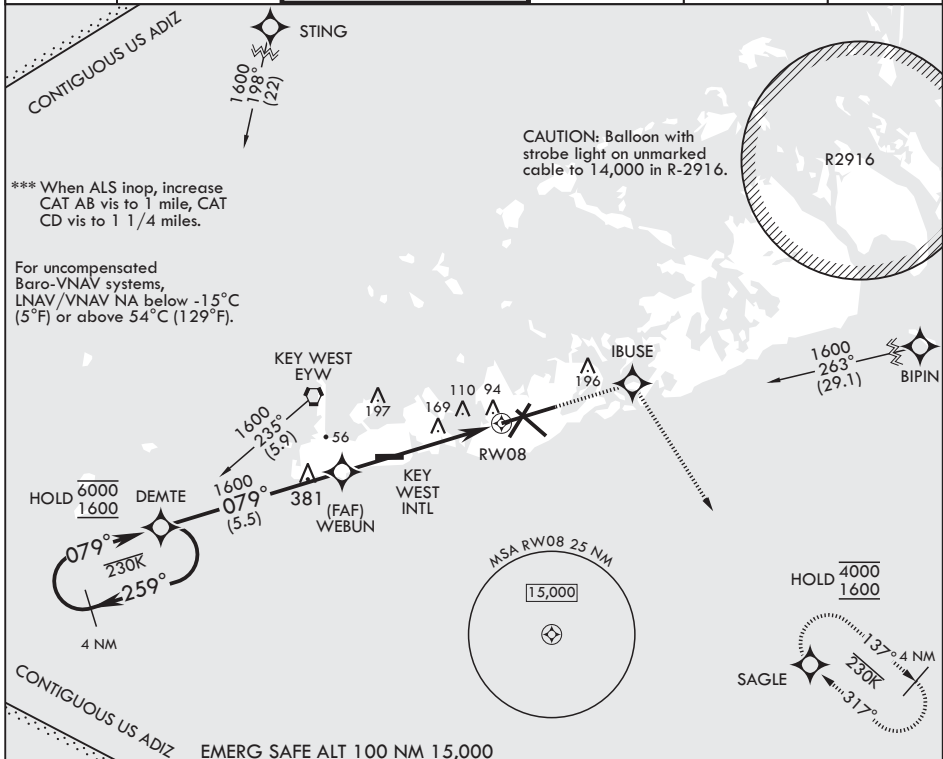 CONTIGUOUS US ADIZ
STING
1600
198°
(22)
CAUTION: Balloon with
strobe light on unmarked
cable to 14,000 in R-2916.
R2916
*** When ALS inop, increase
CAT AB vis to 1 mile, CAT
CD vis to 1 1/4 miles.
For uncompensated
Baro-VNAV systems,
LNAV/VNAV NA below -15°C
(5°F) or above 54°C (129°F).
KEY WEST
EYW
IBUSE
1600
263°
(29.1)
BIPIN
197
169
110
94
196
1600
235°
(5.9)
56
RW08
HOLD 6000
1600
DEMTE
1600
079°
(5.5)
381
(FAF)
WEBUN
KEY
WEST
INTL
079°
230K
259°
4 NM
MSA RW08 25 NM
15,000
HOLD 4000
1600
SAGLE
137°
4 NM
230K
317°
CONTIGUOUS US ADIZ
EMERG SAFE ALT 100 NM 15,000